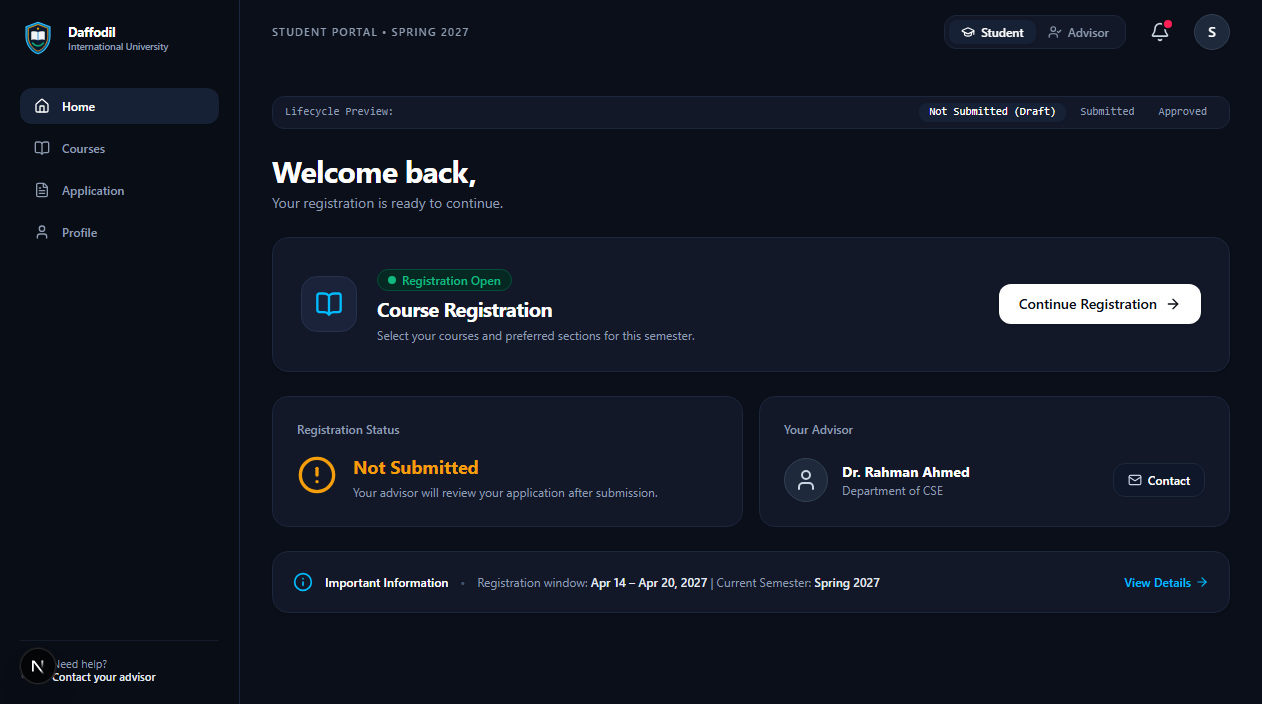 Daffodil
International University
STUDENT PORTAL • SPRING 2027
Student
Advisor
S
Home
Courses
Application
Profile
Lifecycle Preview:
Not Submitted (Draft)
Submitted
Approved
Welcome back,
Your registration is ready to continue.
Registration Open
Course Registration
Select your courses and preferred sections for this semester.
Continue Registration →
Registration Status
Not Submitted
Your advisor will review your application after submission.
Your Advisor
Dr. Rahman Ahmed
Department of CSE
Contact
Important Information • Registration window: Apr 14 – Apr 20, 2027 | Current Semester: Spring 2027
View Details →
N
Need help?
Contact your advisor